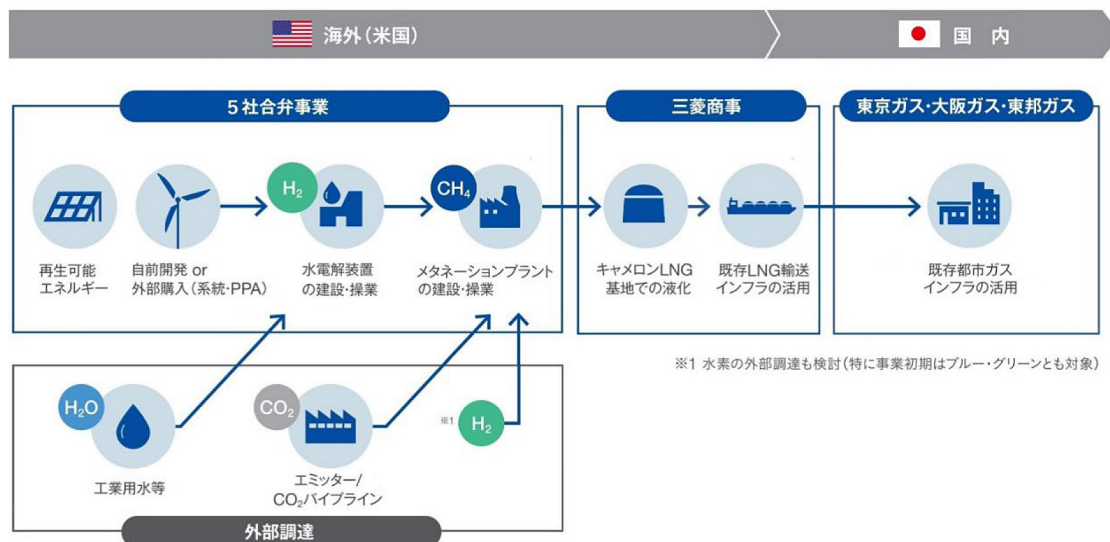 海外(米国)
国 内
5社合弁事業
三菱商事
東京ガス・大阪ガス・東邦ガス
H₂
CH₄
再生可能
エネルギー
自前開発 or
外部購入(系統・PPA)
水電解装置
の建設・操業
メタネーションプラント
の建設・操業
キャメロンLNG
基地での液化
既存LNG輸送
インフラの活用
既存都市ガス
インフラの活用
※1 水素の外部調達も検討(特に事業初期はブルー・グリーンとも対象)
H₂O
CO₂
※1 H₂
工業用水等
エミッター/
CO₂パイプライン
外部調達